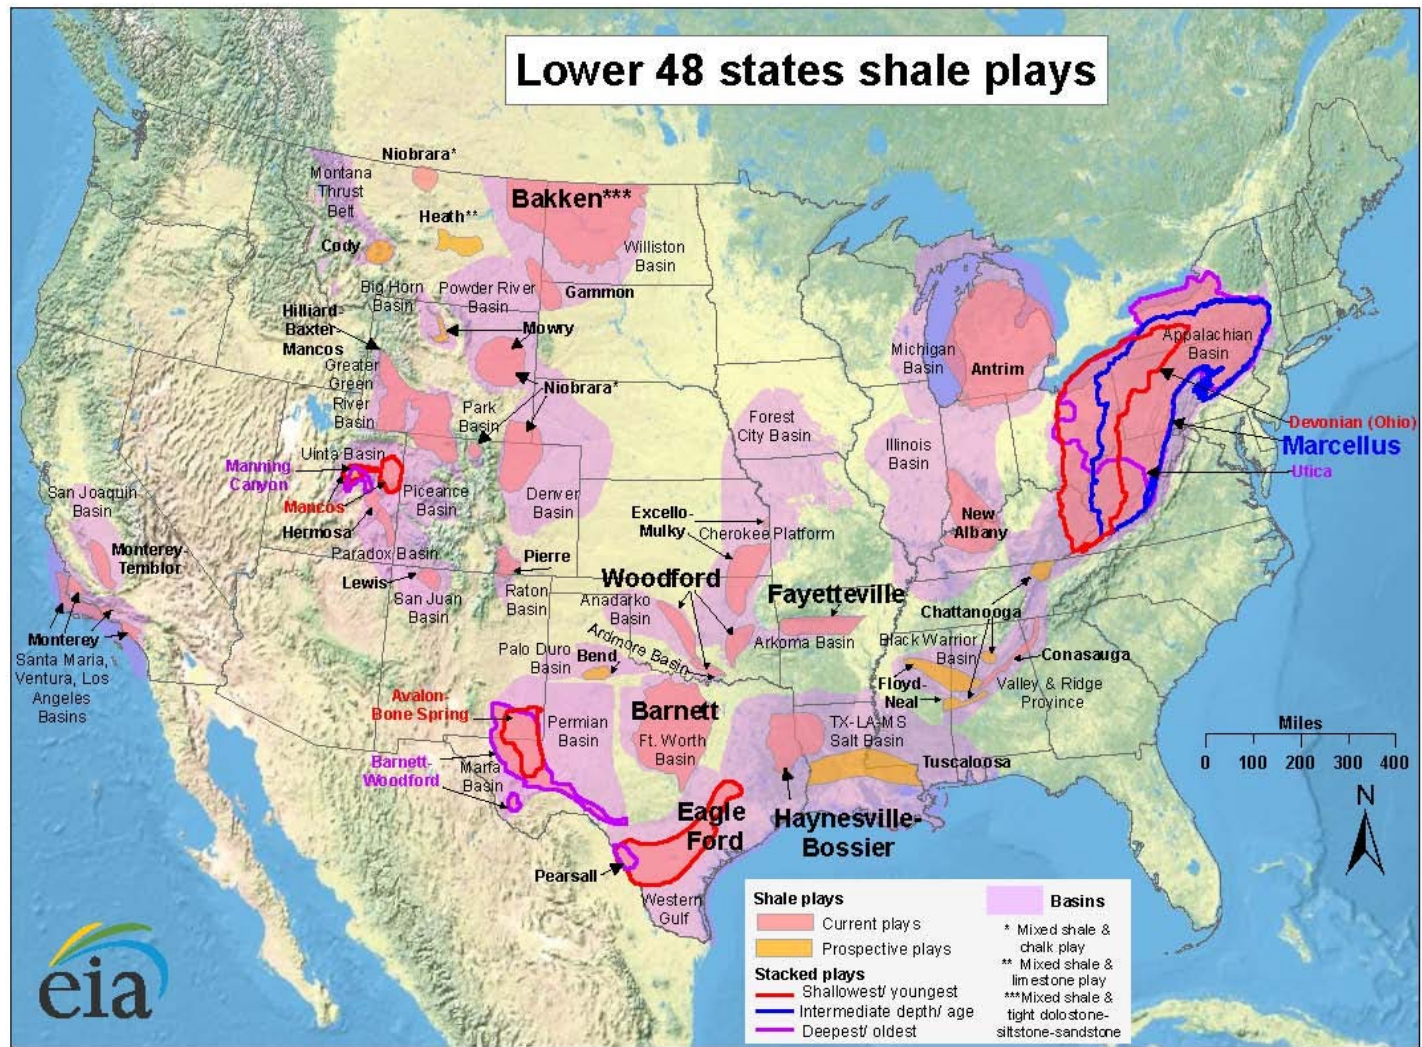 Lower 48 states shale plays
Niobrara*
Montana
Thrust
Belt
Bakken***
Heath**
Cody
Williston
Basin
Big Horn
Basin
Powder River
Basin
Gammon
Hilliard-
Baxter-
Mancos
Mowry
Greater
Green
River
Basin
Niobrara*
Park
Basin
Michigan
Basin
Antrim
Appalachian
Basin
Forest
City Basin
Illinois
Basin
Devonian (Ohio)
Marcellus
Utica
Uinta Basin
Manning
Canyon
Mancos
Piceance
Basin
Denver
Basin
San Joaquin
Basin
Hermosa
Excello-
Mulky
Cherokee Platform
New
Albany
Monterey-
Temblor
Paradox Basin
Pierre
Lewis
San Juan
Basin
Raton
Basin
Woodford
Anadarko
Basin
Fayetteville
Chattanooga
Monterey
Santa Maria,
Ventura, Los
Angeles
Basins
Palo Duro
Basin
Bend
Ardmore Basin
Arkoma Basin
Black Warrior
Basin
Conasauga
Floyd-
Neal
Valley & Ridge
Province
Avalon-
Bone Spring
Permian
Basin
Barnett
Ft. Worth
Basin
TX-LA-MS
Salt Basin
Tuscaloosa
Barnett-
Woodford
Marfa
Basin
Eagle
Ford
Haynesville-
Bossier
Pearsall
Western
Gulf
Miles
0 100 200 300 400
N
Shale plays
Current plays
Prospective plays
Stacked plays
Shallowest/ youngest
Intermediate depth/ age
Deepest/ oldest
Basins
* Mixed shale &
chalk play
** Mixed shale &
limestone play
***Mixed shale &
tight dolostone-
siltstone-sandstone
eia